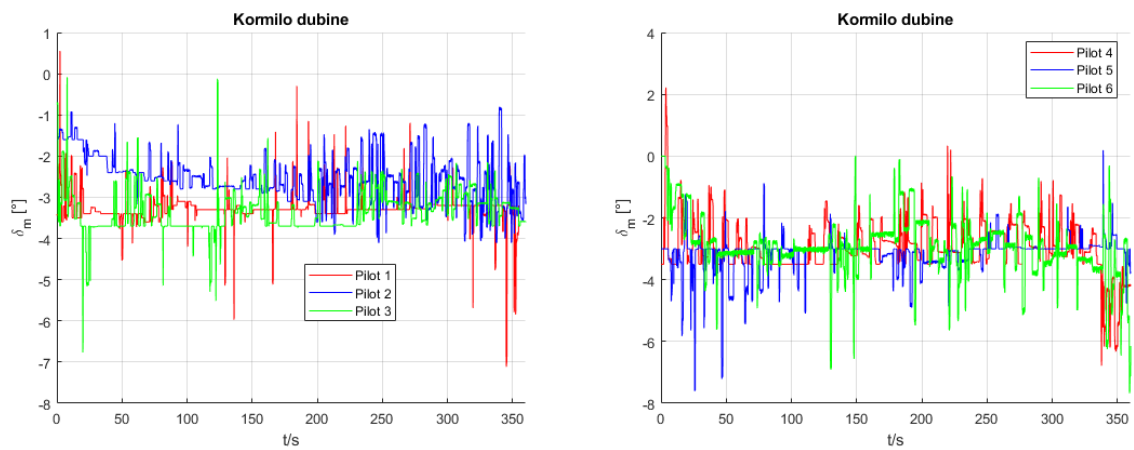 Kormilo dubine
1
0
-1
-2
-3
-4
-5
-6
-7
-8
δm [°]
0 50 100 150 200 250 300 350
t/s
Pilot 1
Pilot 2
Pilot 3
Kormilo dubine
4
2
0
-2
-4
-6
-8
δm [°]
0 50 100 150 200 250 300 350
t/s
Pilot 4
Pilot 5
Pilot 6